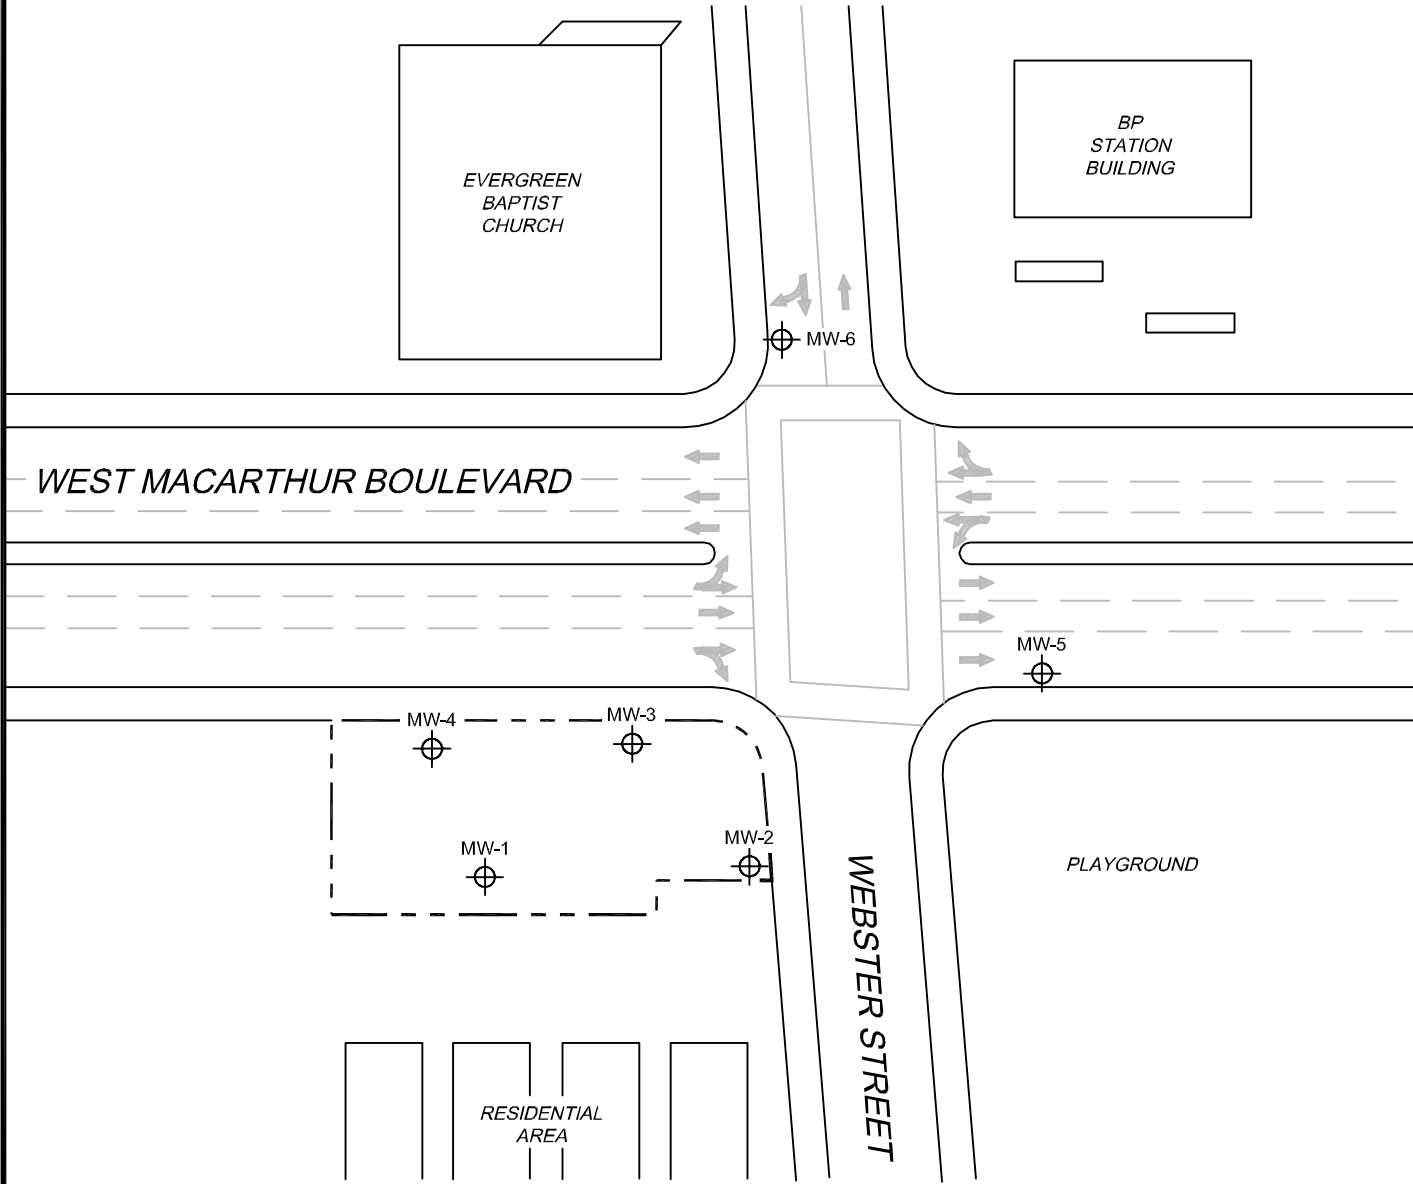 BP
STATION
BUILDING
EVERGREEN
BAPTIST
CHURCH
MW-6
WEST MACARTHUR BOULEVARD
MW-5
MW-4
MW-3
MW-2
MW-1
PLAYGROUND
WEBSTER STREET
RESIDENTIAL
AREA